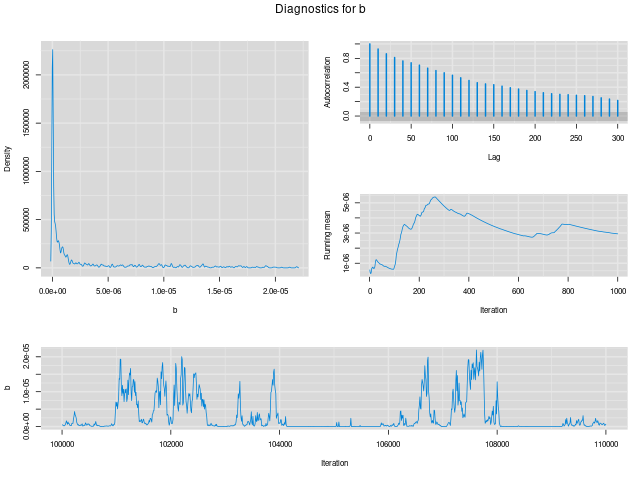 Diagnostics for b
Density
0
500000
1000000
1500000
2000000
0.0e+00
5.0e-06
1.0e-05
1.5e-05
2.0e-05
b
Autocorrelation
0.0
0.4
0.8
0
50
100
150
200
250
300
Lag
Running mean
1e-06
3e-06
5e-06
0
200
400
600
800
1000
Iteration
b
0.0e+00
1.0e-05
2.0e-05
100000
102000
104000
106000
108000
110000
Iteration